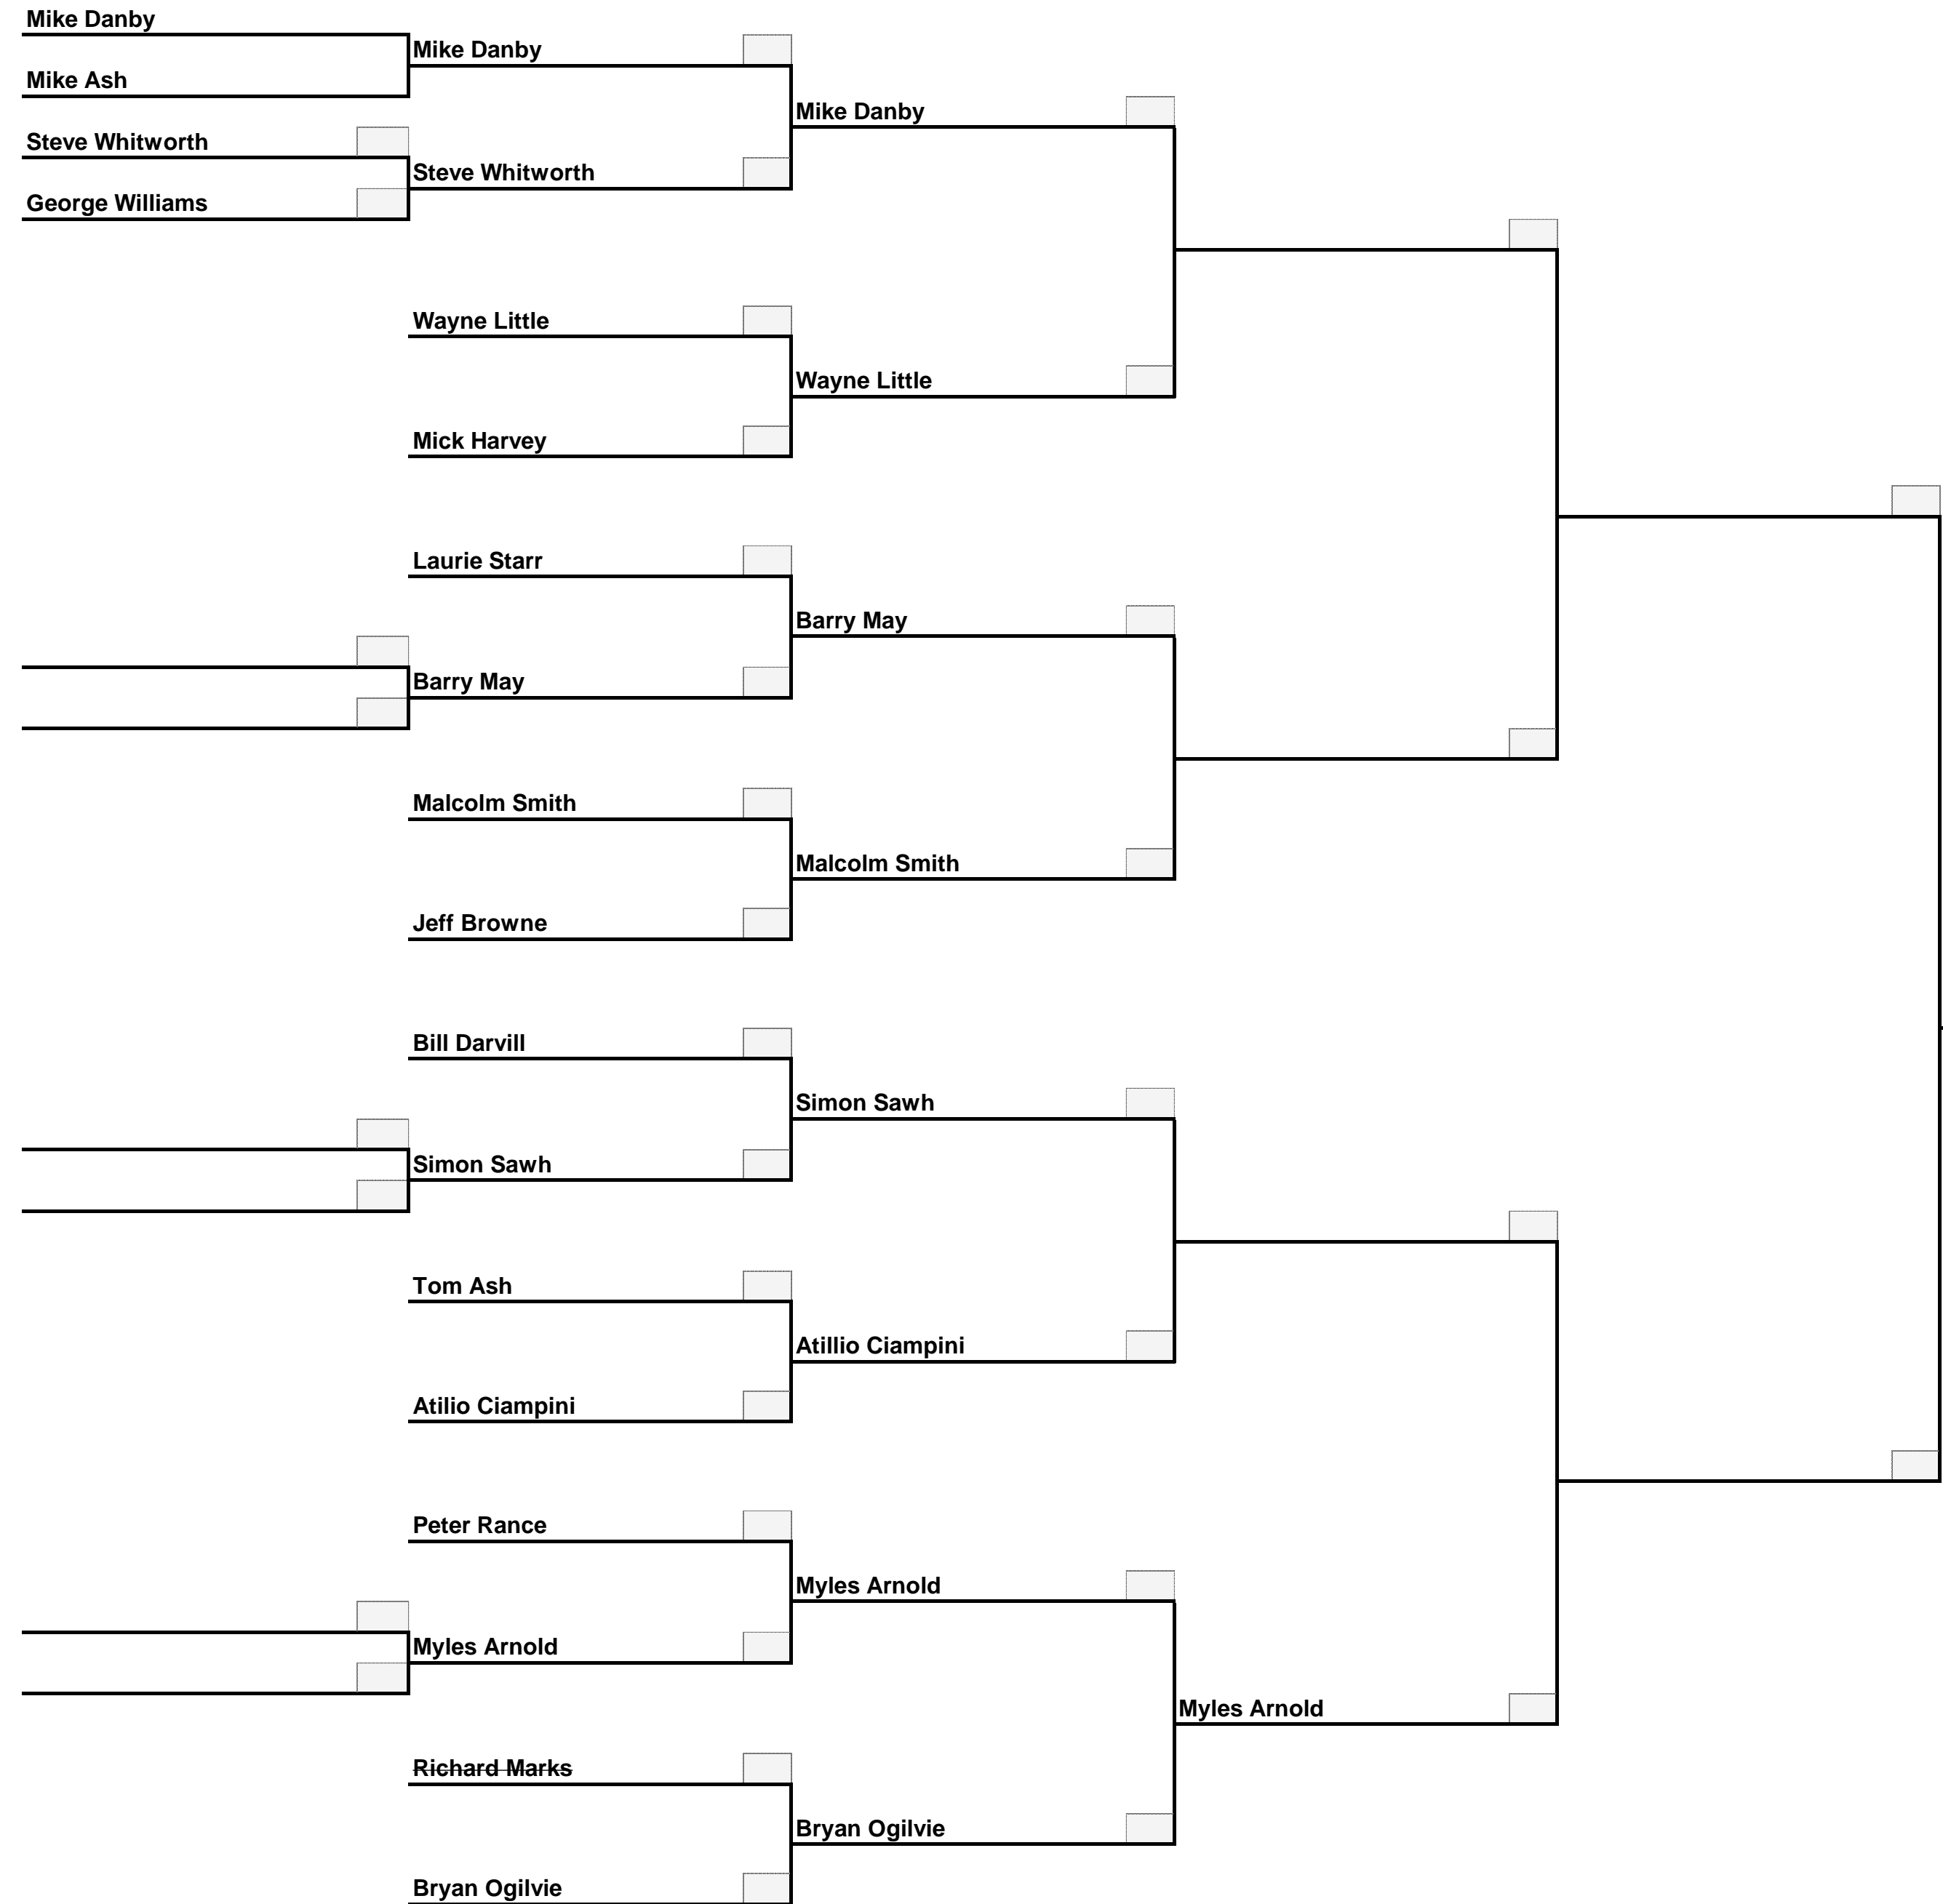 Mike Danby
Mike Danby
Mike Ash
Mike Danby
Steve Whitworth
Steve Whitworth
George Williams
Wayne Little
Wayne Little
Mick Harvey
Laurie Starr
Barry May
Barry May
Malcolm Smith
Malcolm Smith
Jeff Browne
Bill Darvill
Simon Sawh
Simon Sawh
Tom Ash
Atillio Ciampini
Atilio Ciampini
Peter Rance
Myles Arnold
Myles Arnold
Myles Arnold
Richard Marks
Bryan Ogilvie
Bryan Ogilvie